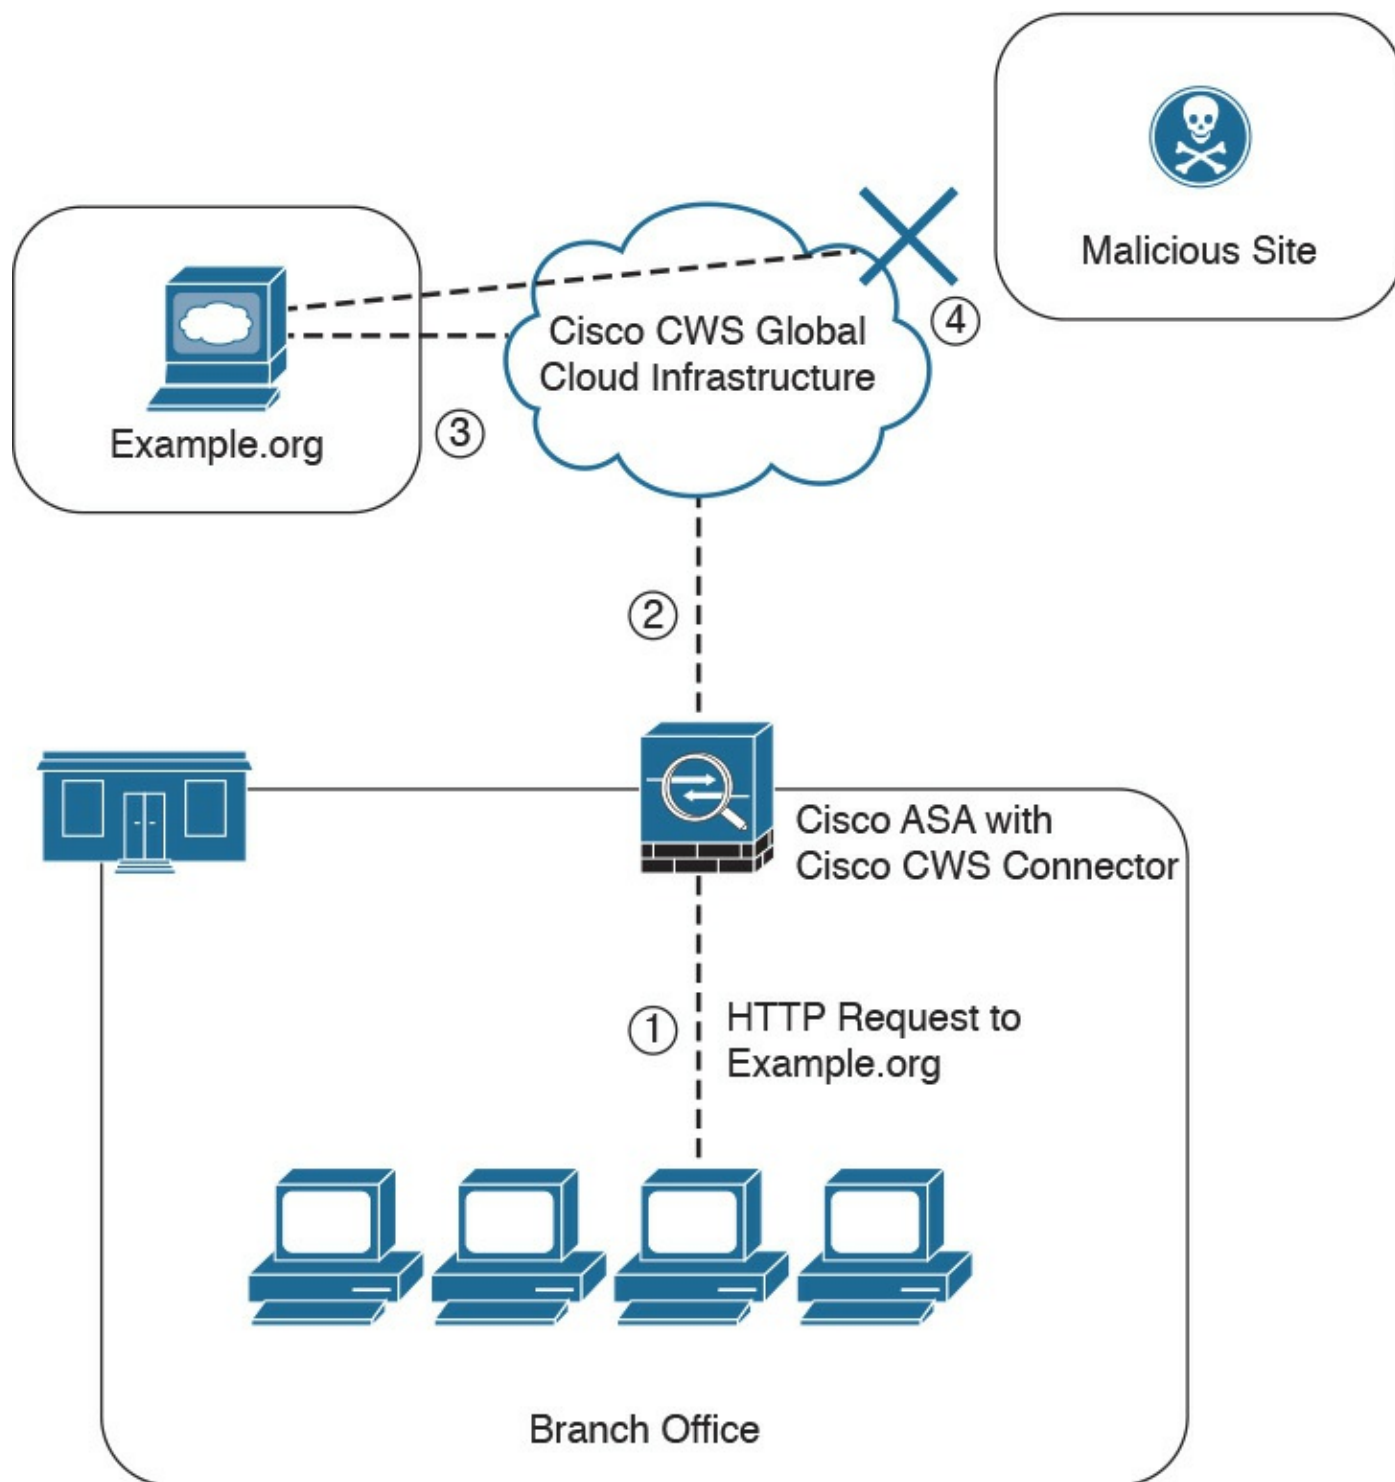 Malicious Site
Cisco CWS Global
Cloud Infrastructure
4
Example.org
3
2
Cisco ASA with
Cisco CWS Connector
1
HTTP Request to
Example.org
Branch Office